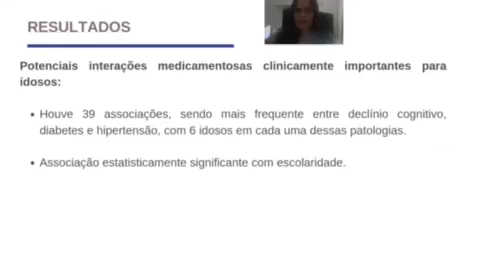 RESULTADOS
Potenciais interações medicamentosas clinicamente importantes para
idosos:
• Houve 39 associações, sendo mais frequente entre declínio cognitivo,
diabetes e hipertensão, com 6 idosos em cada uma dessas patologias.
• Associação estatisticamente significante com escolaridade.